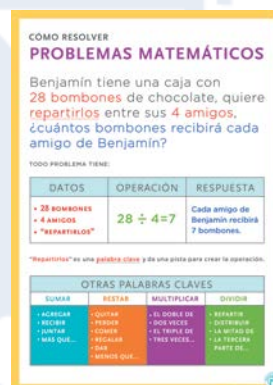 CÓMO RESOLVER
PROBLEMAS MATEMÁTICOS
Benjamín tiene una caja con
28 bombones de chocolate, quiere
repartirlos entre sus 4 amigos,
¿cuántos bombones recibirá cada
amigo de Benjamín?
TODO PROBLEMA TIENE:
DATOS
OPERACIÓN
RESPUESTA
• 28 BOMBONES
• 4 AMIGOS
• "REPARTIRLOS"
28 ÷ 4=7
Cada amigo de
Benjamín recibirá
7 bombones.
"Repartirlos" es una palabra clave y da una pista para crear la operación.
OTRAS PALABRAS CLAVES
SUMAR
RESTAR
MULTIPLICAR
DIVIDIR
• AGREGAR
• RECIBIR
• JUNTAR
• MÁS QUE...
• QUITAR
• PERDER
• COMER
• REGALAR
• DAR
• MENOS QUE...
• EL DOBLE DE
• DOS VECES
• EL TRIPLE DE
• TRES VECES...
• REPARTIR
• DISTRIBUIR
• LA MITAD DE
• LA TERCERA
PARTE DE...